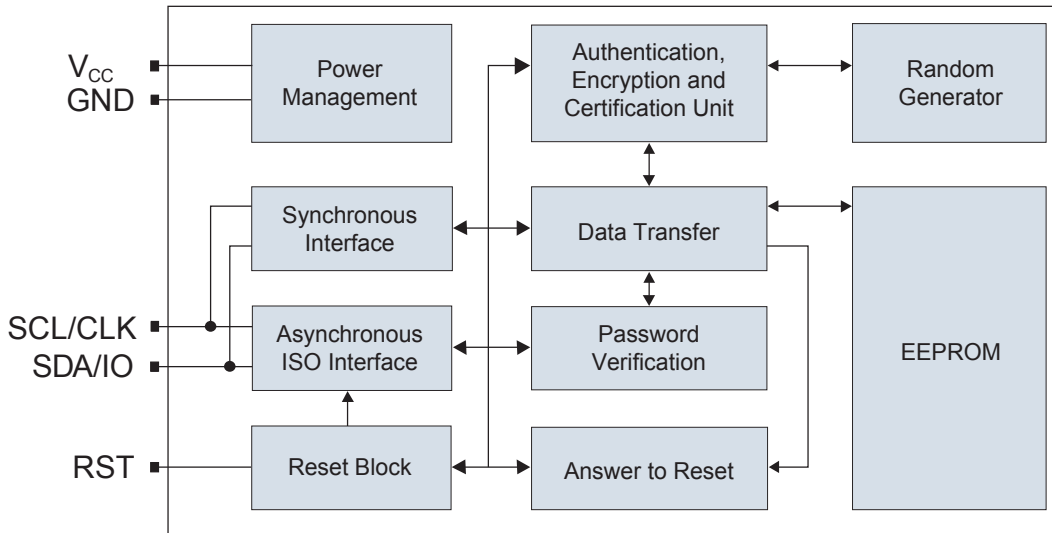 V_CC
GND
SCL/CLK
SDA/IO
RST
Power
Management
Synchronous
Interface
Asynchronous
ISO Interface
Reset Block
Authentication,
Encryption and
Certification Unit
Data Transfer
Password
Verification
Answer to Reset
Random
Generator
EEPROM